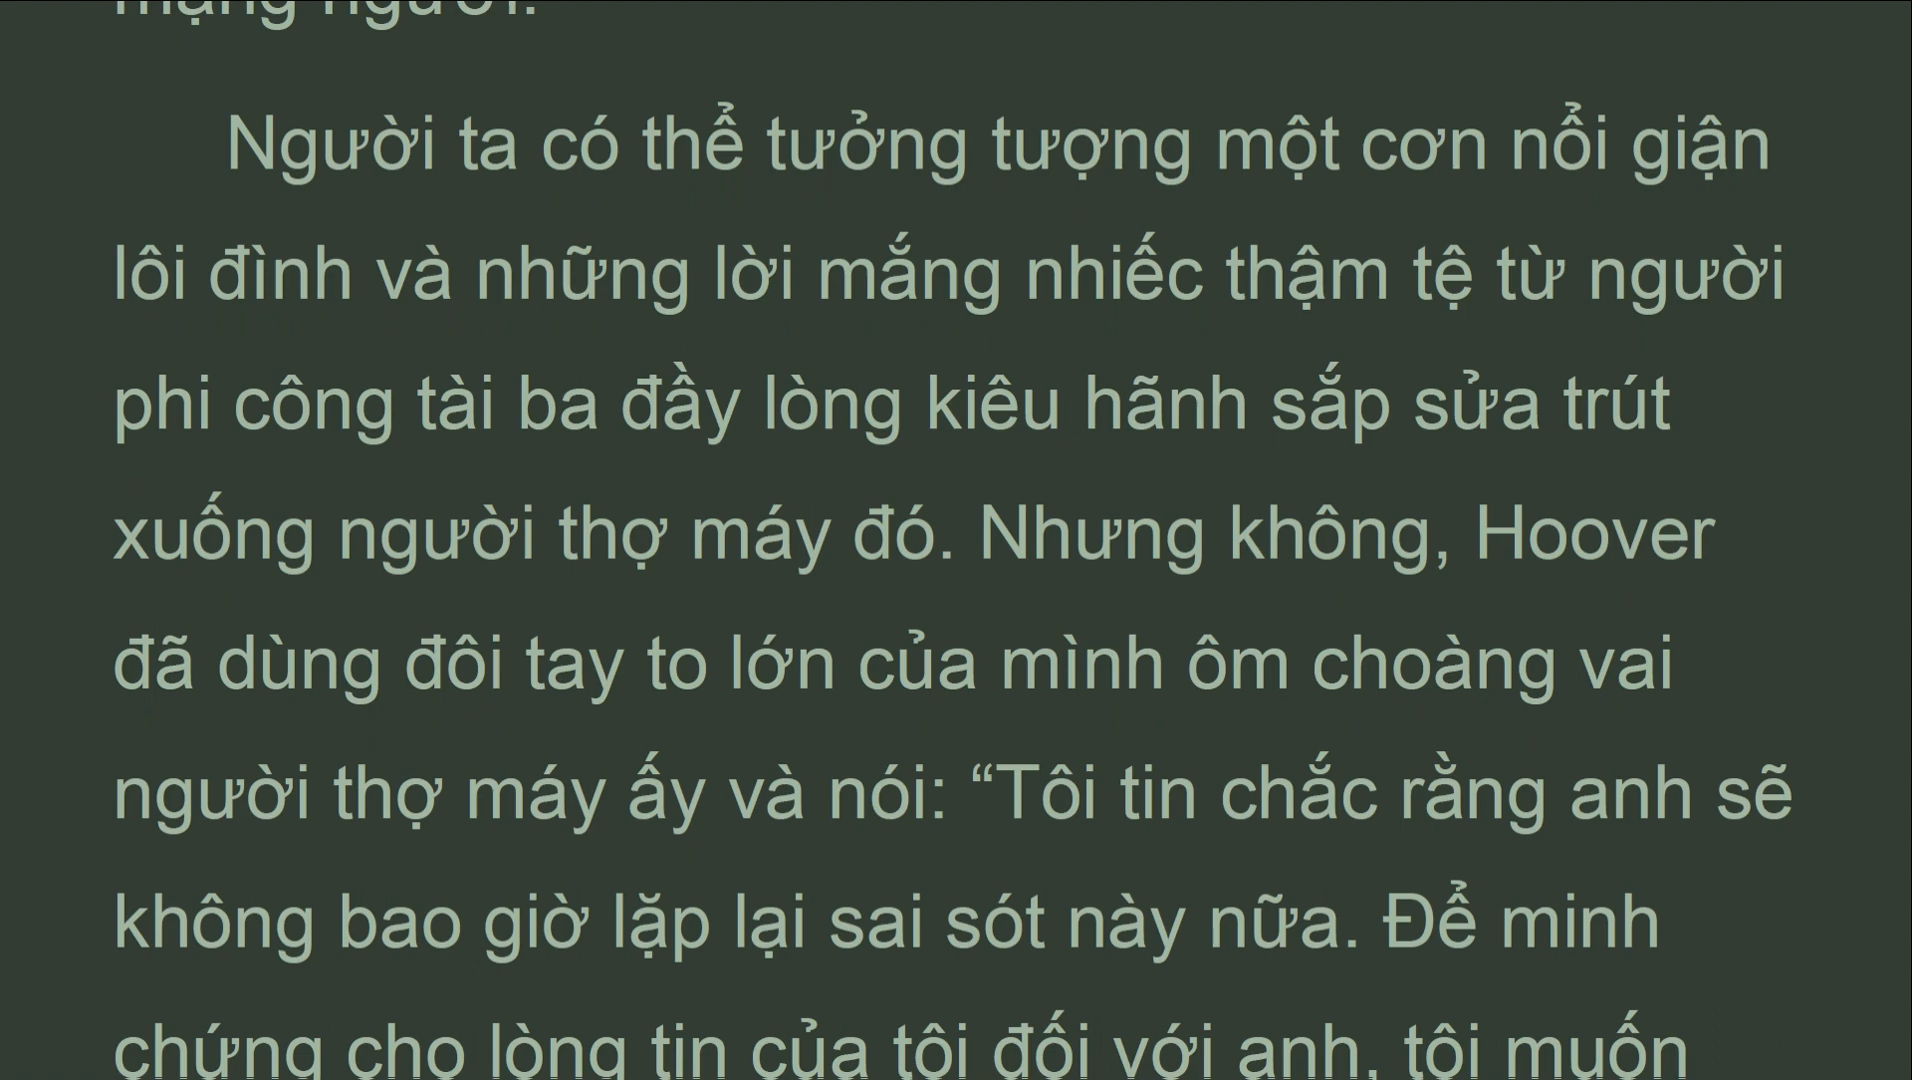 mạng người.
Người ta có thể tưởng tượng một cơn nổi giận
lôi đình và những lời mắng nhiếc thậm tệ từ người
phi công tài ba đầy lòng kiêu hãnh sắp sửa trút
xuống người thợ máy đó. Nhưng không, Hoover
đã dùng đôi tay to lớn của mình ôm choàng vai
người thợ máy ấy và nói: “Tôi tin chắc rằng anh sẽ
không bao giờ lặp lại sai sót này nữa. Để minh
chứng cho lòng tin của tôi đối với anh, tôi muốn